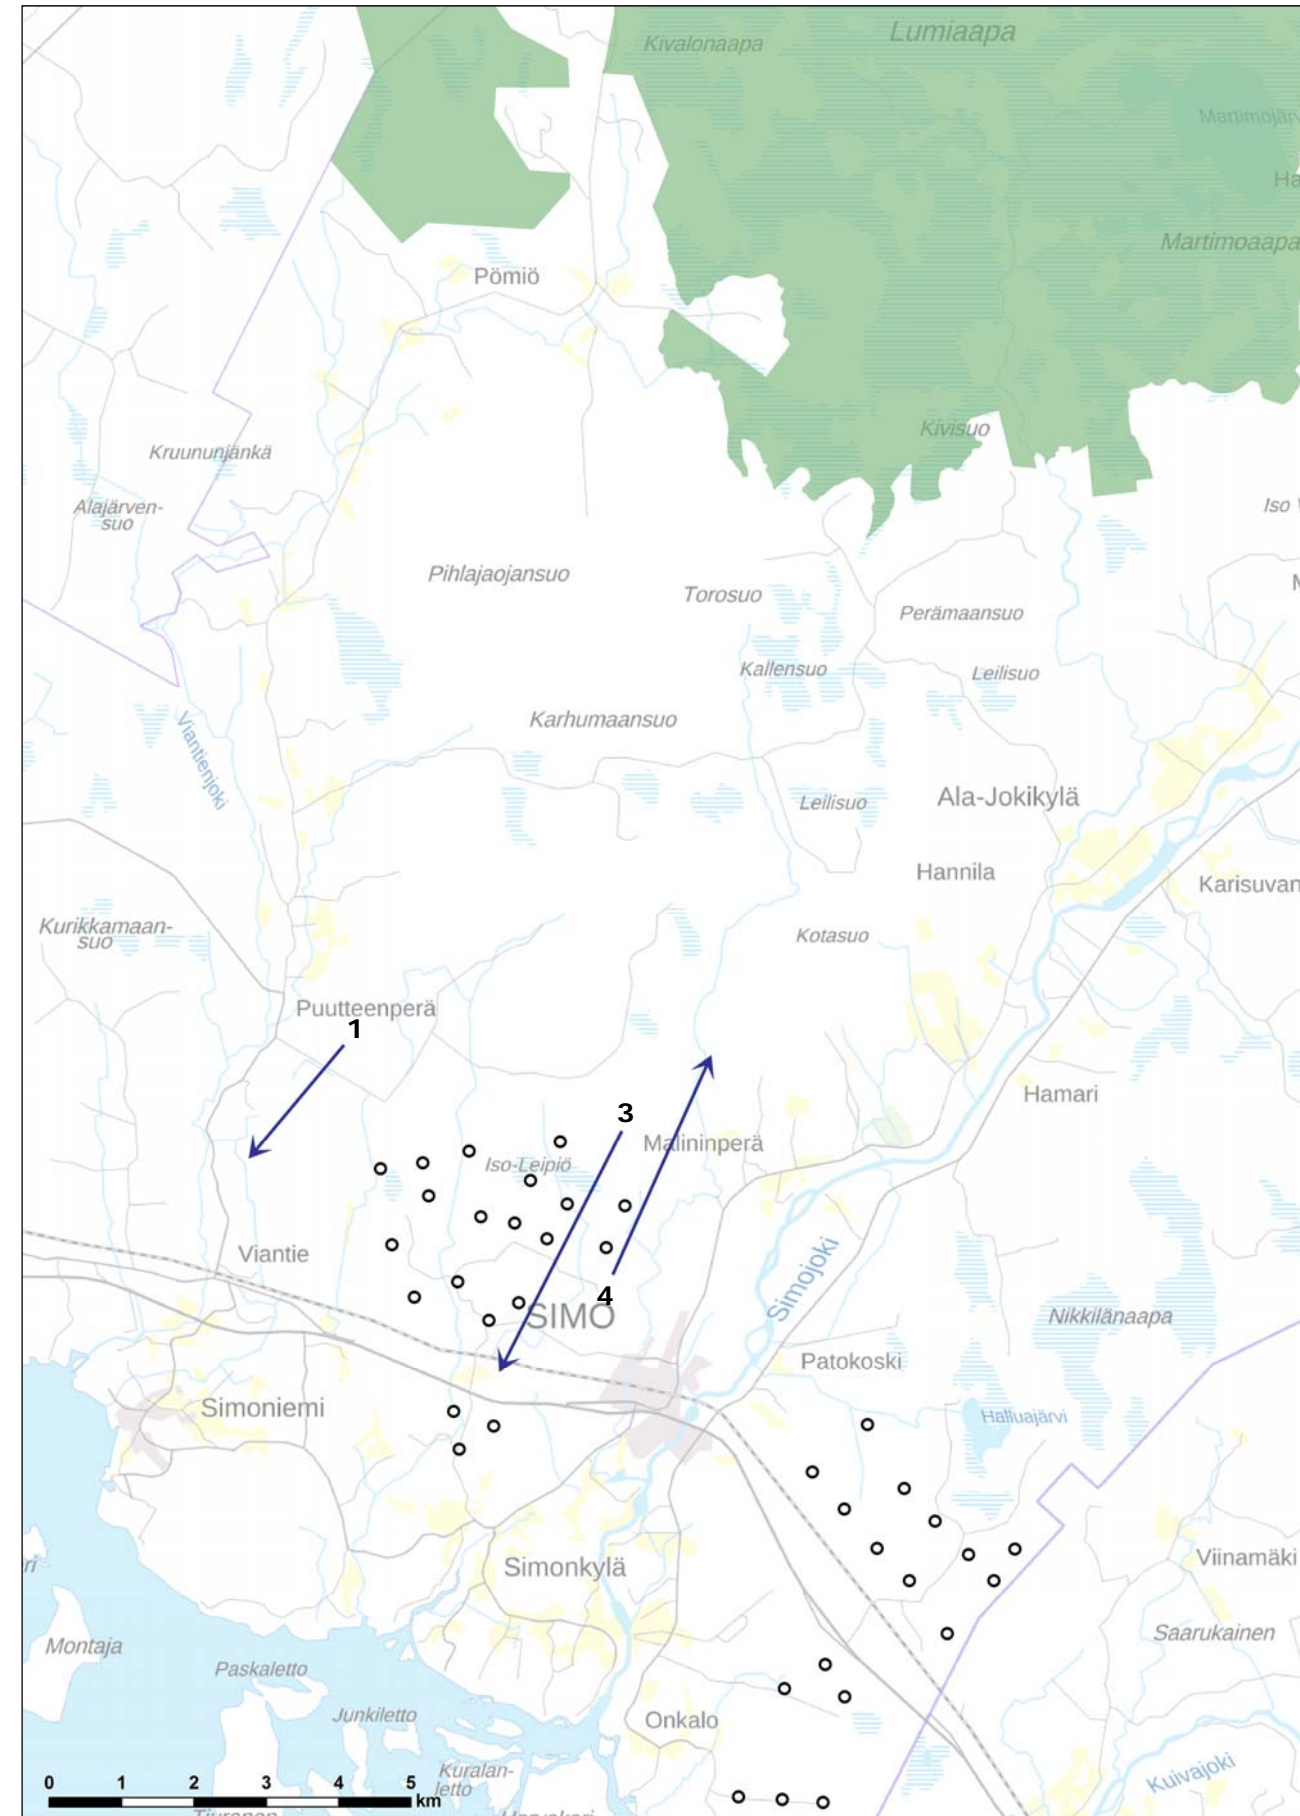 Lumiaapa
Kivalonaapa
Martimojärv
Ha
Martimoaapa
Pömiö
Kivisuo
Kruununjänkä
Alajärven-
suo
Iso
Pihlajaojansuo
Torosuo
Perämaansuo
Kallensuo
Leilisuo
Karhumaansuo
Viantienjoki
Leilisuo
Ala-Jokikylä
Hannila
Karisuvan
Kurikkamaan-
suo
Kotasuo
Puutteenperä
1
Hamari
3
Malininperä
Iso-Leipiö
Viantie
Simojoki
4
SIMO
Nikkilänaapa
Patokoski
Simoniemi
Halluajärvi
Simonkylä
Viinamäki
ri
Montaja
Saarukainen
Paskaletto
Junkiletto
Onkalo
Kuralan-
letto
Kuivajoki
0 1 2 3 4 5
km